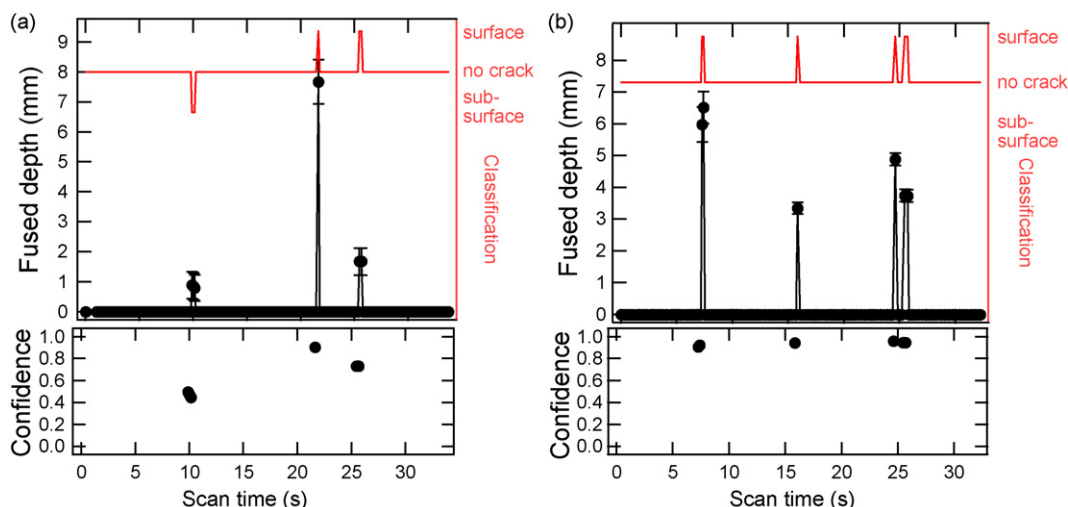 (a)
Fused depth (mm)
9
8
7
6
5
4
3
2
1
0
surface
no crack
sub-
surface
Classification
Confidence
1.0
0.8
0.6
0.4
0.2
0.0
0 5 10 15 20 25 30
Scan time (s)
(b)
Fused depth (mm)
8
7
6
5
4
3
2
1
0
surface
no crack
sub-
surface
Classification
Confidence
1.0
0.8
0.6
0.4
0.2
0.0
0 5 10 15 20 25 30
Scan time (s)